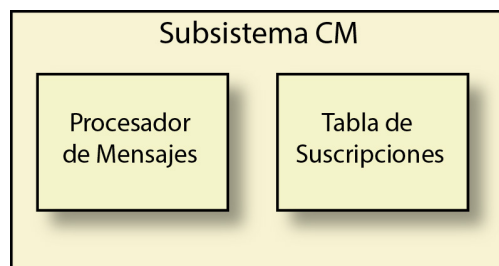 Subsistema CM
Procesador
de Mensajes
Tabla de
Suscripciones